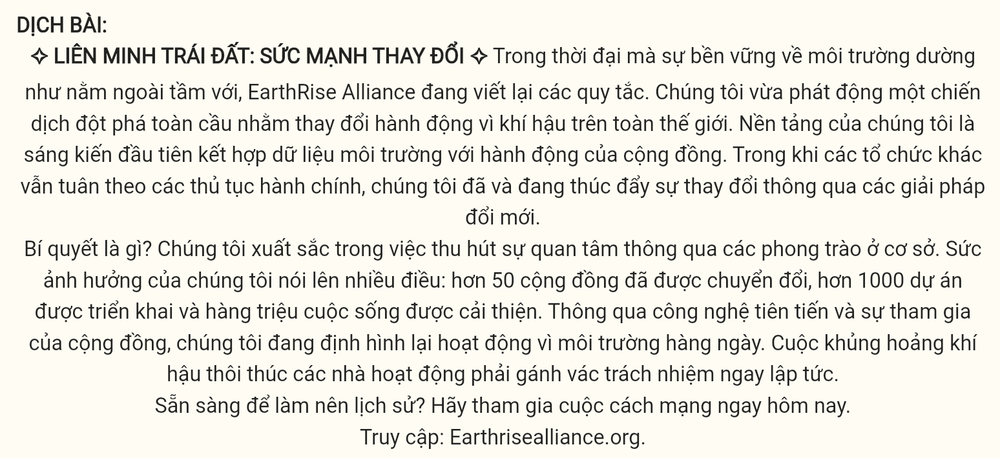 DỊCH BÀI:
✧ LIÊN MINH TRÁI ĐẤT: SỨC MẠNH THAY ĐỔI ✧ Trong thời đại mà sự bền vững về môi trường dường
như nằm ngoài tầm với, EarthRise Alliance đang viết lại các quy tắc. Chúng tôi vừa phát động một chiến
dịch đột phá toàn cầu nhằm thay đổi hành động vì khí hậu trên toàn thế giới. Nền tảng của chúng tôi là
sáng kiến đầu tiên kết hợp dữ liệu môi trường với hành động của cộng đồng. Trong khi các tổ chức khác
vẫn tuân theo các thủ tục hành chính, chúng tôi đã và đang thúc đẩy sự thay đổi thông qua các giải pháp
đổi mới.
Bí quyết là gì? Chúng tôi xuất sắc trong việc thu hút sự quan tâm thông qua các phong trào ở cơ sở. Sức
ảnh hưởng của chúng tôi nói lên nhiều điều: hơn 50 cộng đồng đã được chuyển đổi, hơn 1000 dự án
được triển khai và hàng triệu cuộc sống được cải thiện. Thông qua công nghệ tiên tiến và sự tham gia
của cộng đồng, chúng tôi đang định hình lại hoạt động vì môi trường hàng ngày. Cuộc khủng hoảng khí
hậu thôi thúc các nhà hoạt động phải gánh vác trách nhiệm ngay lập tức.
Sẵn sàng để làm nên lịch sử? Hãy tham gia cuộc cách mạng ngay hôm nay.
Truy cập: Earthrisealliance.org.